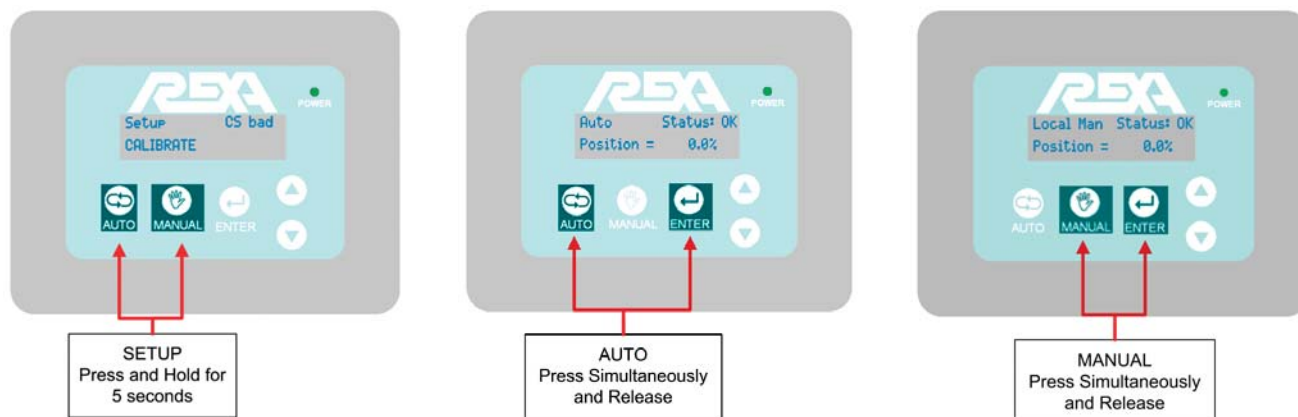 REXA
POWER
Setup CS bad
CALIBRATE
AUTO MANUAL ENTER
SETUP
Press and Hold for
5 seconds
REXA
POWER
Auto Status: OK
Position = 0.0%
AUTO MANUAL ENTER
AUTO
Press Simultaneously
and Release
REXA
POWER
Local Man Status: OK
Position = 0.0%
AUTO MANUAL ENTER
MANUAL
Press Simultaneously
and Release